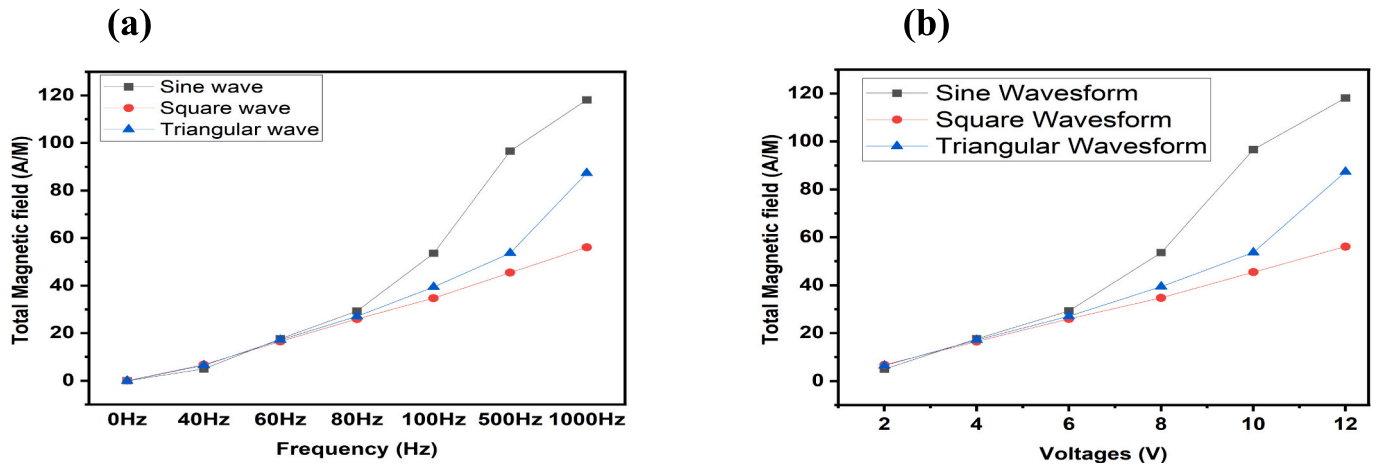 (a)
Total Magnetic field (A/M)
120
100
80
60
40
20
0
Sine wave
Square wave
Triangular wave
0Hz 40Hz 60Hz 80Hz 100Hz 500Hz 1000Hz
Frequency (Hz)
(b)
Total Magnetic field (A/M)
120
100
80
60
40
20
0
Sine Wavesform
Square Wavesform
Triangular Wavesform
2 4 6 8 10 12
Voltages (V)